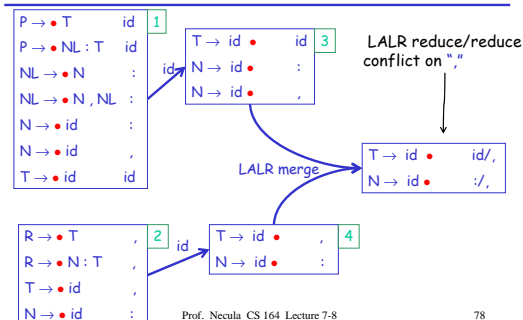 P → • T id 1
P → • NL : T id
NL → • N :
NL → • N , NL :
N → • id :
N → • id ,
T → • id id
id
T → id • id 3
N → id • :
N → id • ,
LALR reduce/reduce
conflict on “,”
LALR merge
T → id • id/,
N → id • :/,
R → • T , 2
R → • N : T ,
T → • id ,
N → • id :
id
T → id • , 4
N → id • :
Prof. Necula CS 164 Lecture 7-8 78